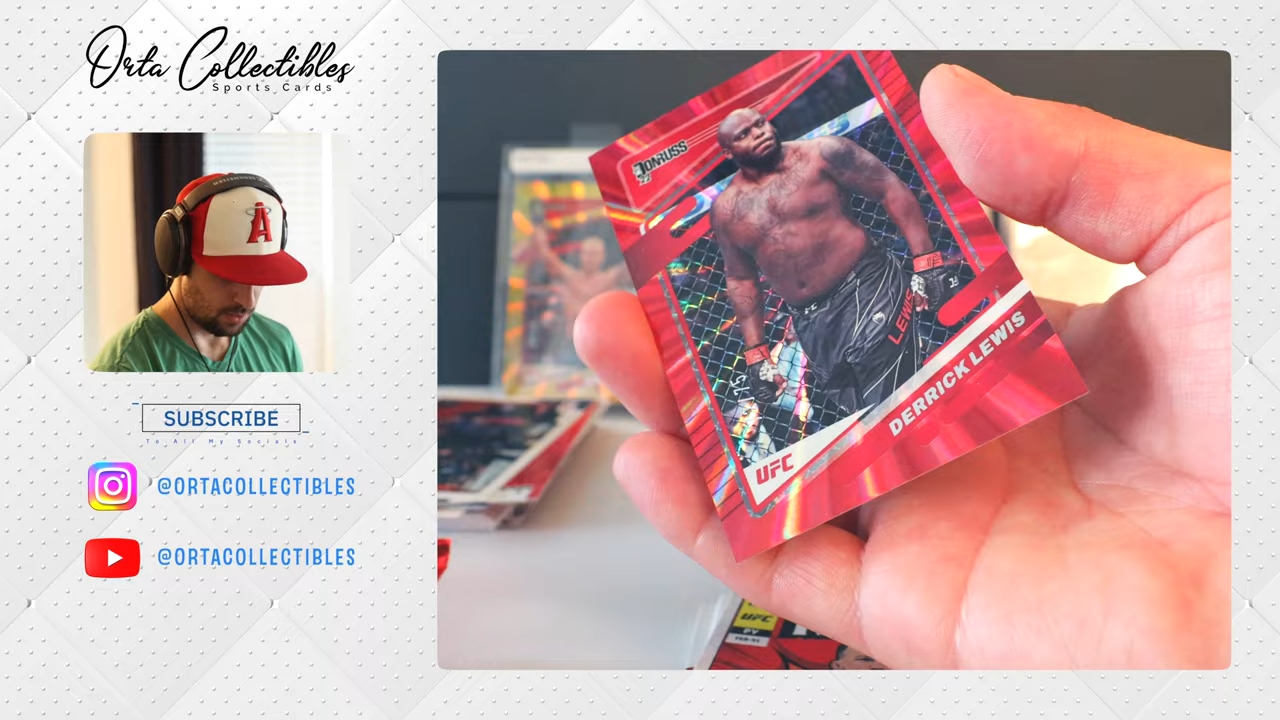 Orta Collectibles
Sports Cards
A
SUBSCRIBE
To All My Socials
@ORTACOLLECTIBLES
@ORTACOLLECTIBLES
DONRUSS
LEWIS
DERRICK LEWIS
UFC
UFC